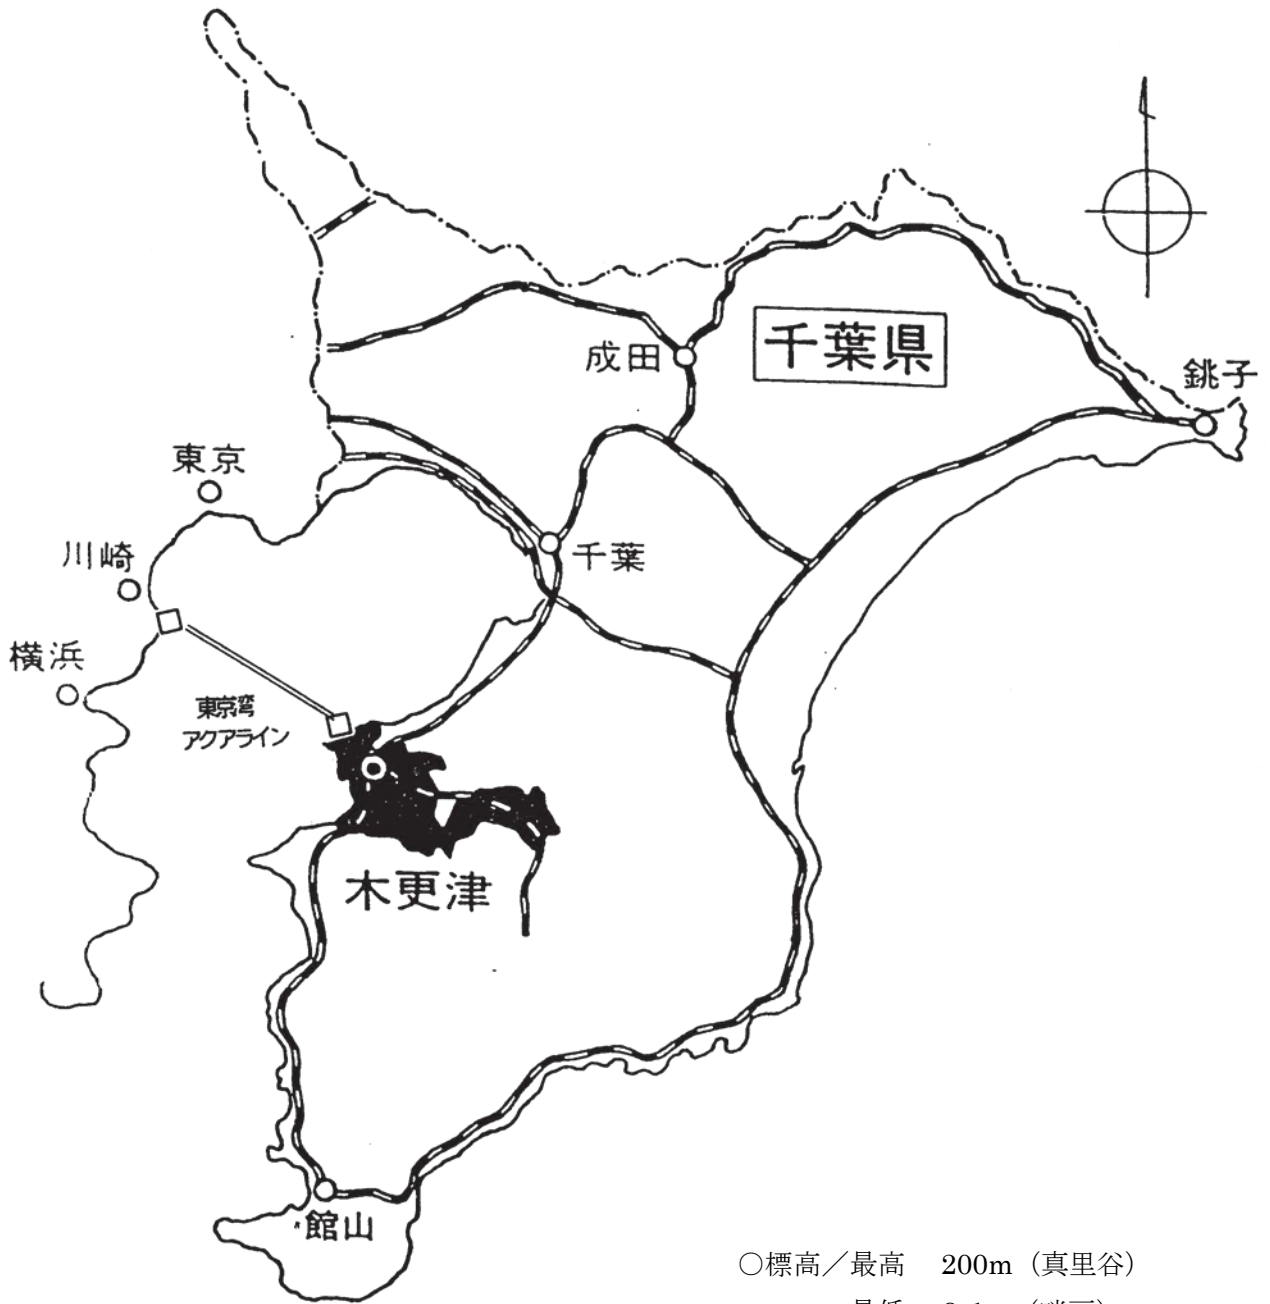 千葉県
成田
銚子
東京
川崎
千葉
横浜
東京湾
アクアライン
木更津
館山
○標高／最高　200m（真里谷）